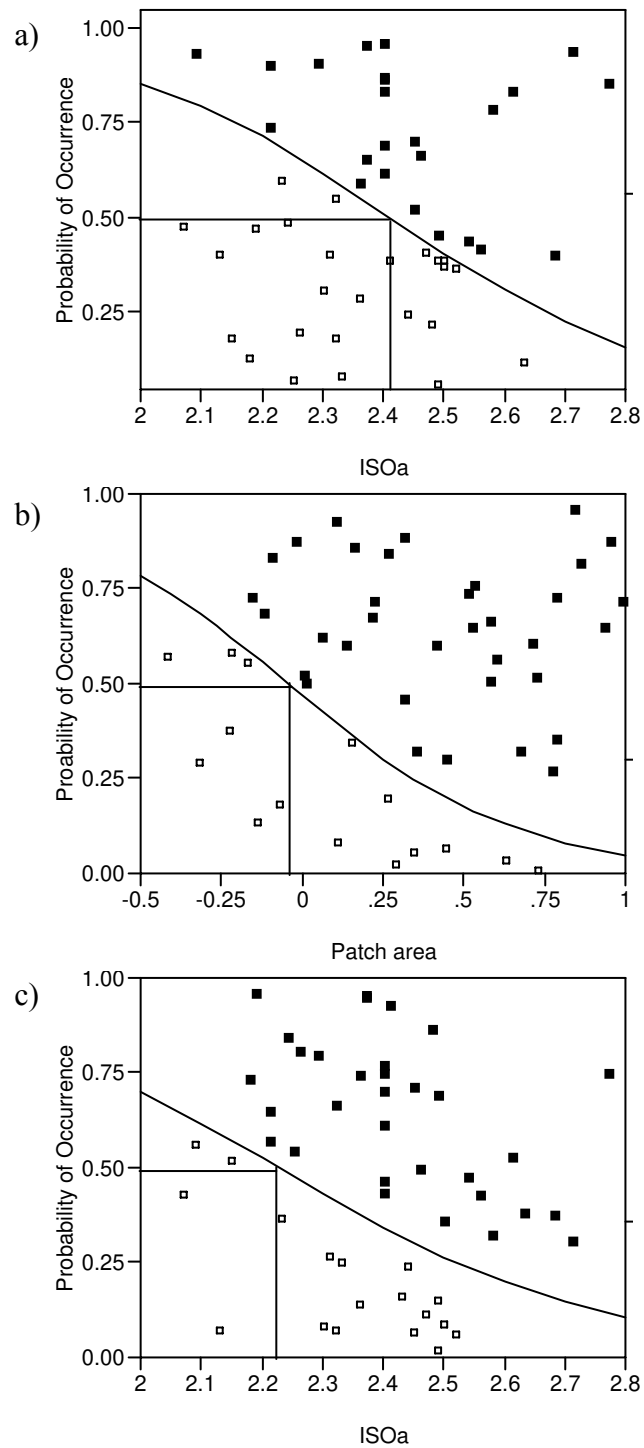 a)
Probability of Occurrence
1.00
0.75
0.50
0.25
2 2.1 2.2 2.3 2.4 2.5 2.6 2.7 2.8
ISOa
b)
Proability of Occurrence
1.00
0.75
0.50
0.25
0.00
-0.5 -0.25 0 .25 .5 .75 1
Patch area
c)
Probability of Occurrence
1.00
0.75
0.50
0.25
0.00
2 2.1 2.2 2.3 2.4 2.5 2.6 2.7 2.8
ISOa